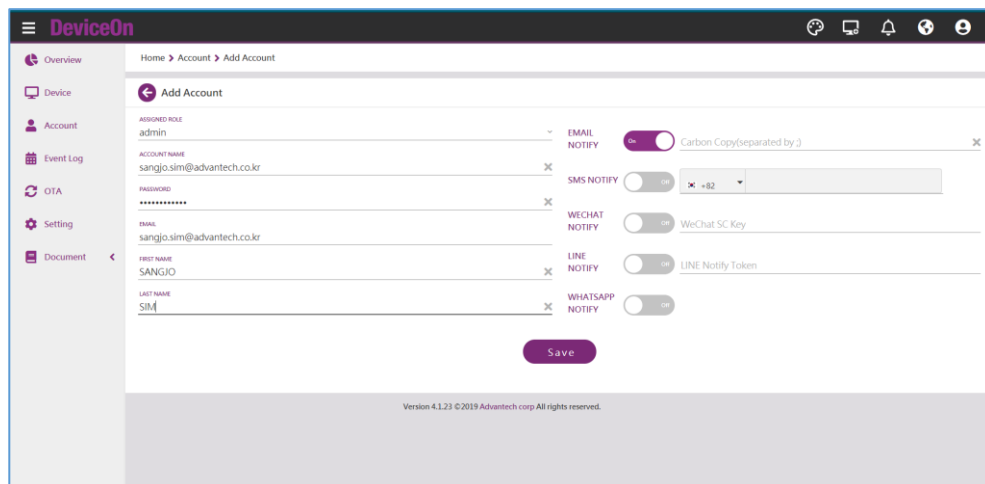 DeviceOn
Overview
Device
Account
Event Log
OTA
Setting
Document
Home > Account > Add Account
Add Account
ASSIGNED ROLE
admin
ACCOUNT NAME
sangjo.sim@advantech.co.kr
PASSWORD
••••••••••••
EMAIL
sangjo.sim@advantech.co.kr
FIRST NAME
SANGJO
LAST NAME
SIM
EMAIL
NOTIFY
On
Carbon Copy(separated by ;)
SMS NOTIFY
Off
+82
WECHAT
NOTIFY
Off
WeChat SC Key
LINE
NOTIFY
Off
LINE Notify Token
WHATSAPP
NOTIFY
Off
Save
Version 4.1.23 ©2019 Advantech corp All rights reserved.